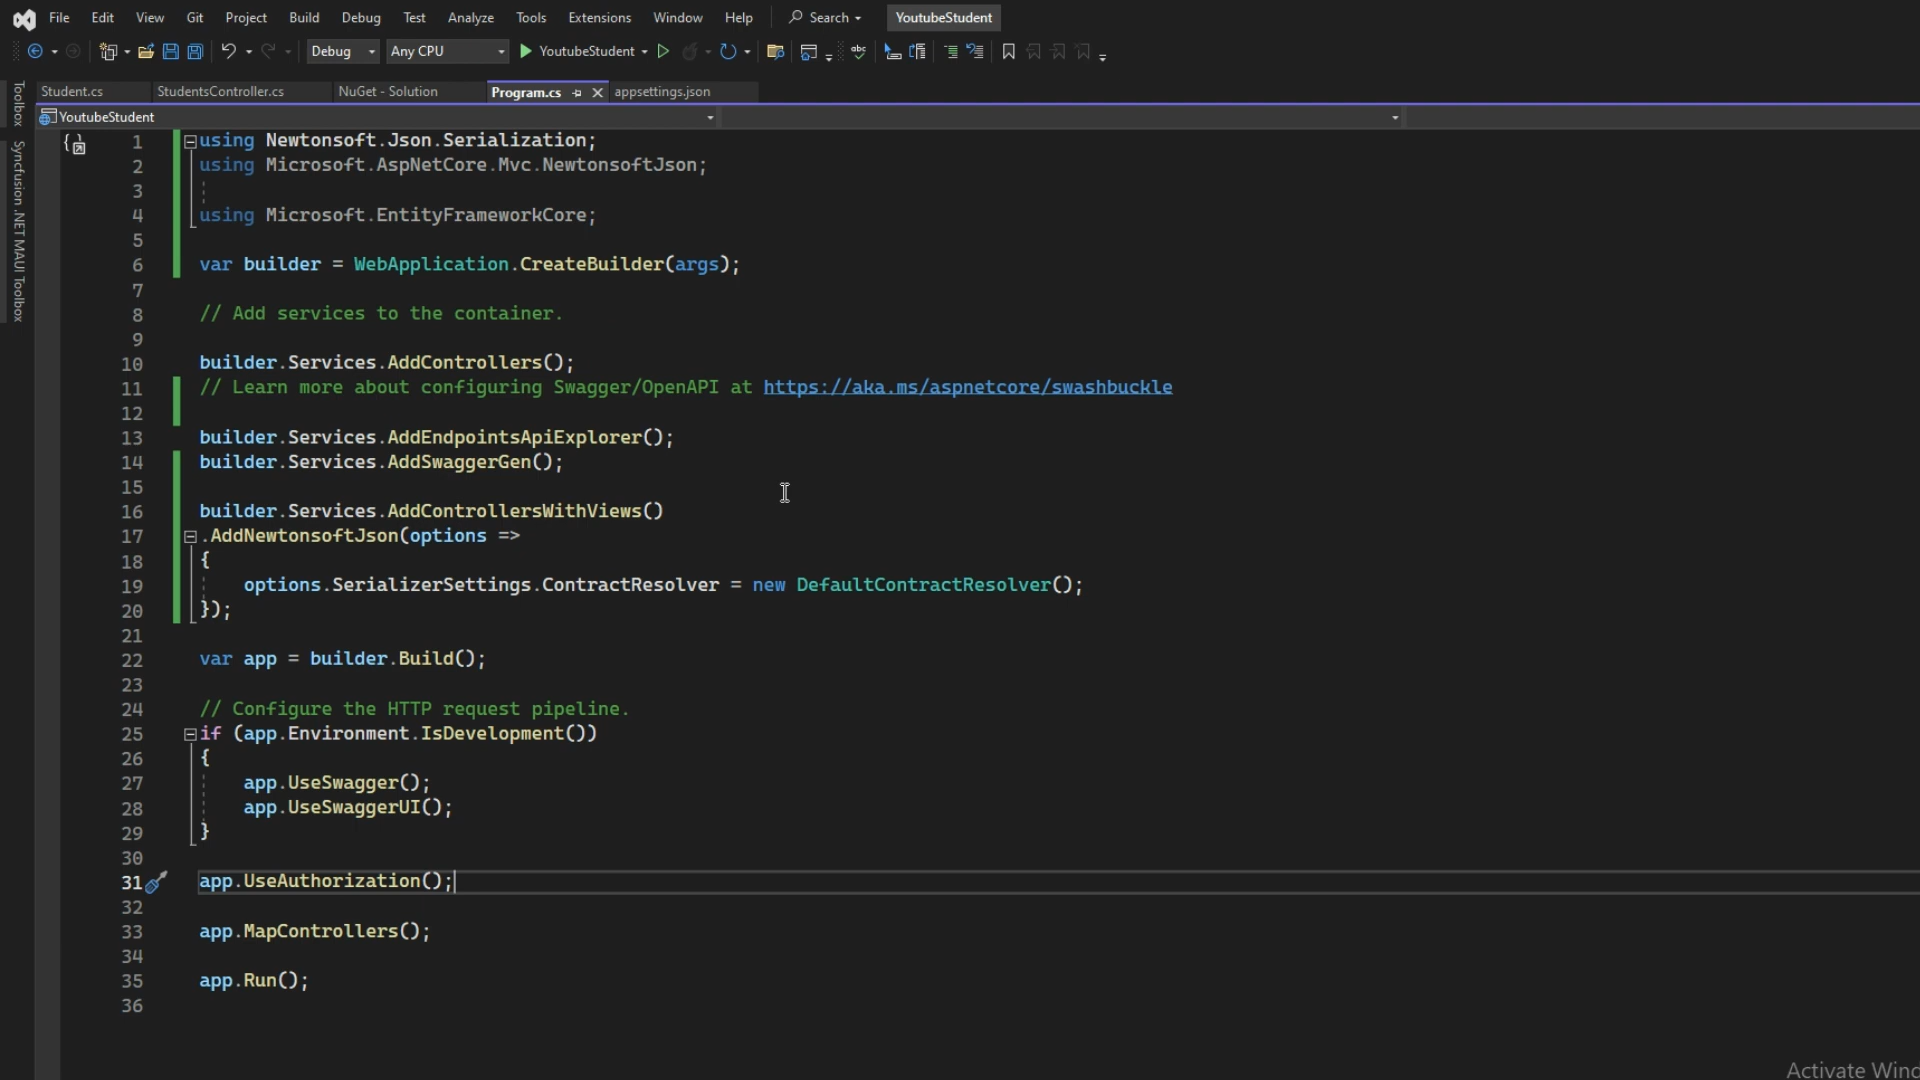 File Edit View Git Project Build Debug Test Analyze Tools Extensions Window Help Search YoutubeStudent
Debug Any CPU YoutubeStudent abc
Toolbox
Syncfusion .NET MAUI Toolbox
Student.cs StudentsController.cs NuGet - Solution Program.cs appsettings.json
YoutubeStudent
1 using Newtonsoft.Json.Serialization;
2 using Microsoft.AspNetCore.Mvc.NewtonsoftJson;
3
4 using Microsoft.EntityFrameworkCore;
5
6 var builder = WebApplication.CreateBuilder(args);
7
8 // Add services to the container.
9
10 builder.Services.AddControllers();
11 // Learn more about configuring Swagger/OpenAPI at https://aka.ms/aspnetcore/swashbuckle
12
13 builder.Services.AddEndpointsApiExplorer();
14 builder.Services.AddSwaggerGen();
15
16 builder.Services.AddControllersWithViews()
17 .AddNewtonsoftJson(options =>
18 {
19 options.SerializerSettings.ContractResolver = new DefaultContractResolver();
20 });
21
22 var app = builder.Build();
23
24 // Configure the HTTP request pipeline.
25 if (app.Environment.IsDevelopment())
26 {
27 app.UseSwagger();
28 app.UseSwaggerUI();
29 }
30
31 app.UseAuthorization();
32
33 app.MapControllers();
34
35 app.Run();
36
Activate Wind